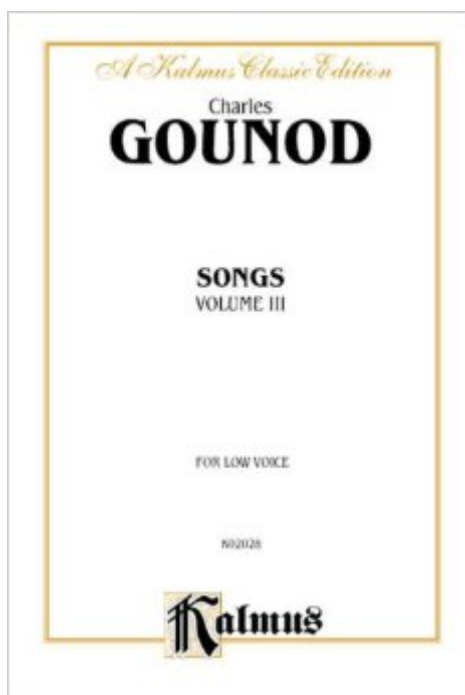 A Kalmus Classic Edition
Charles
GOUNOD
SONGS
VOLUME III
FOR LOW VOICE
K02028
Kalmus